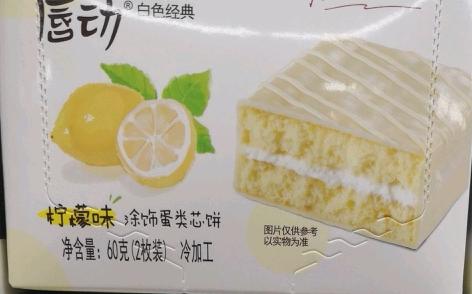 唇动®白色经典
柠檬味 涂饰蛋类芯饼
净含量：60克(2枚装) 冷加工
图片仅供参考
以实物为准